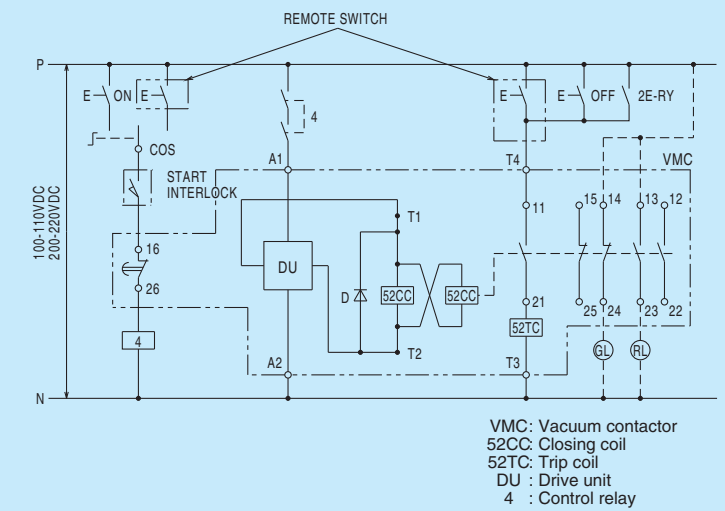 REMOTE SWITCH
P
E ON E
E
E OFF 2E-RY
4
COS
A1
T4
VMC
START
INTERLOCK
100-110VDC
200-220VDC
11
15 14 13 12
T1
16
DU
D
52CC
52CC
26
21
25 24 23 22
52TC
4
T2
GL
RL
A2
T3
N
VMC: Vacuum contactor
52CC: Closing coil
52TC: Trip coil
DU : Drive unit
4 : Control relay